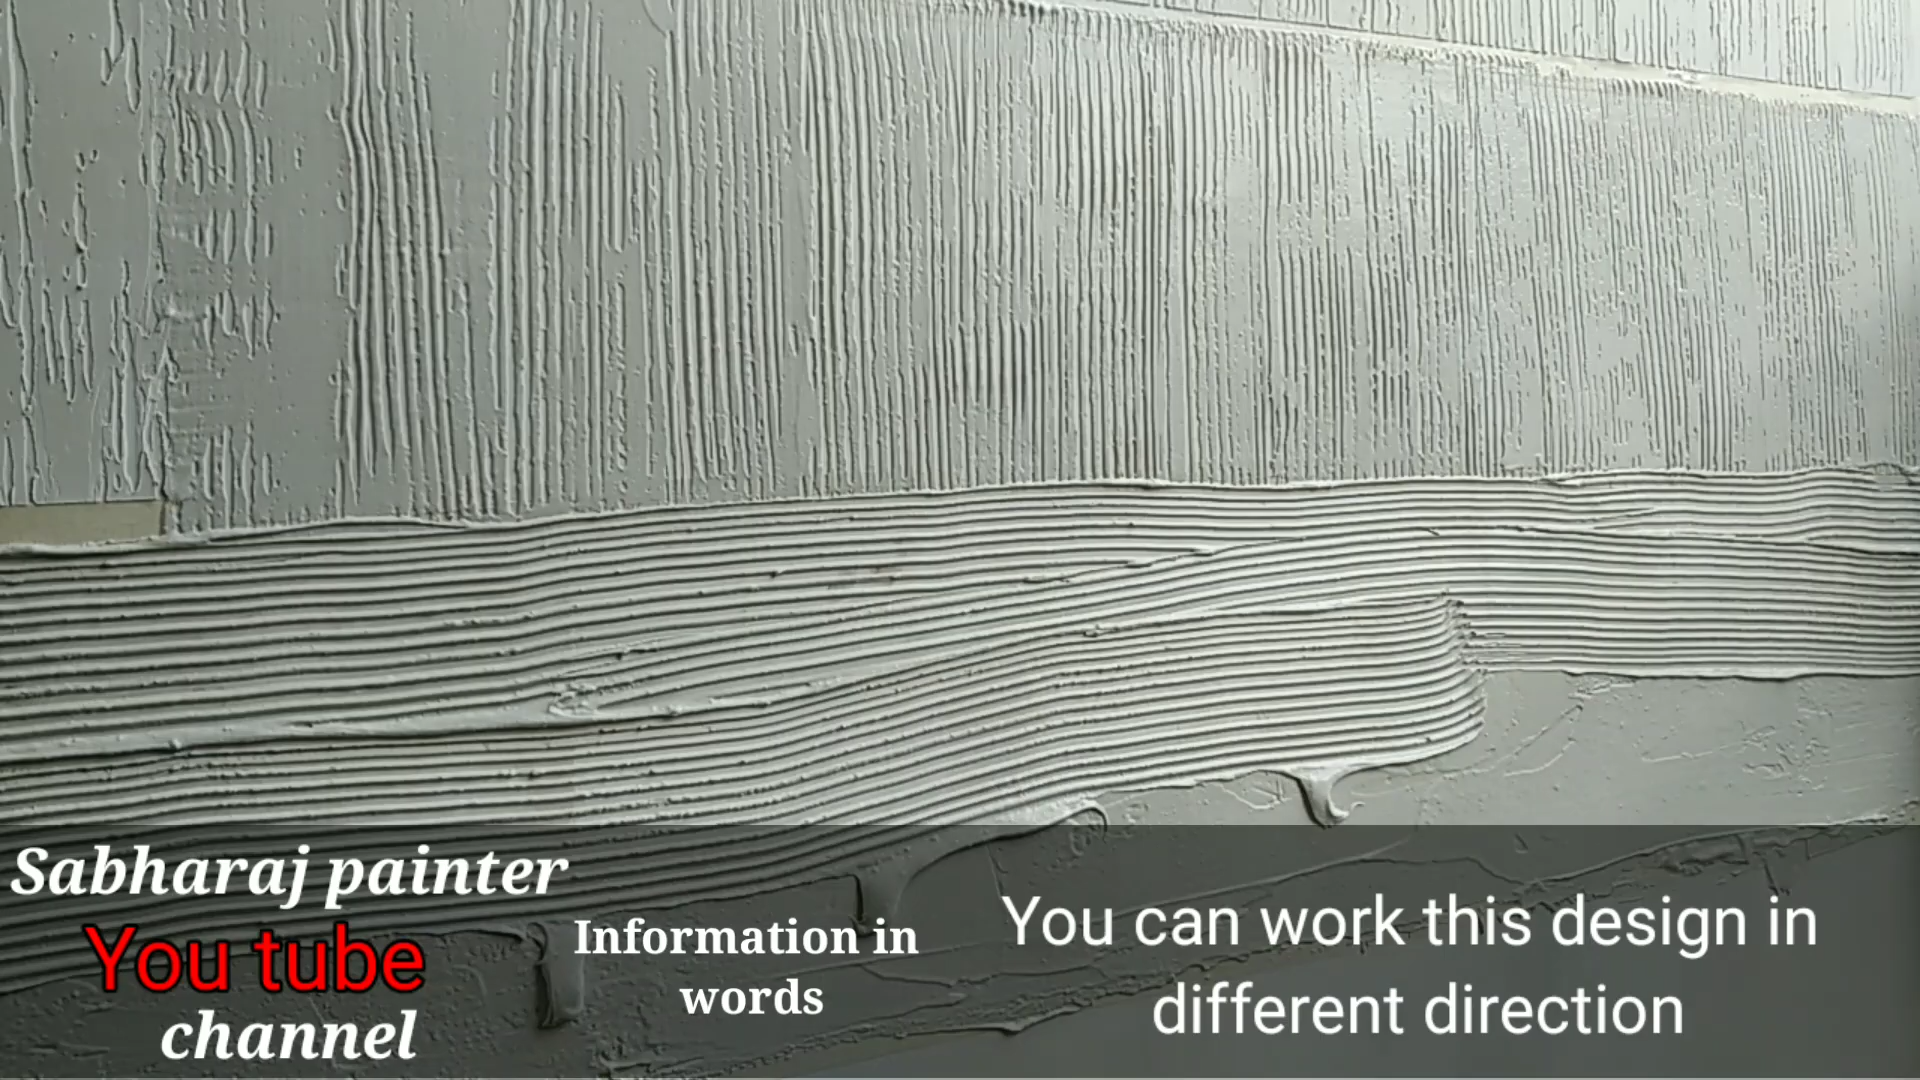 Sabharaj painter
You tube
channel
Information in
words
You can work this design in
different direction